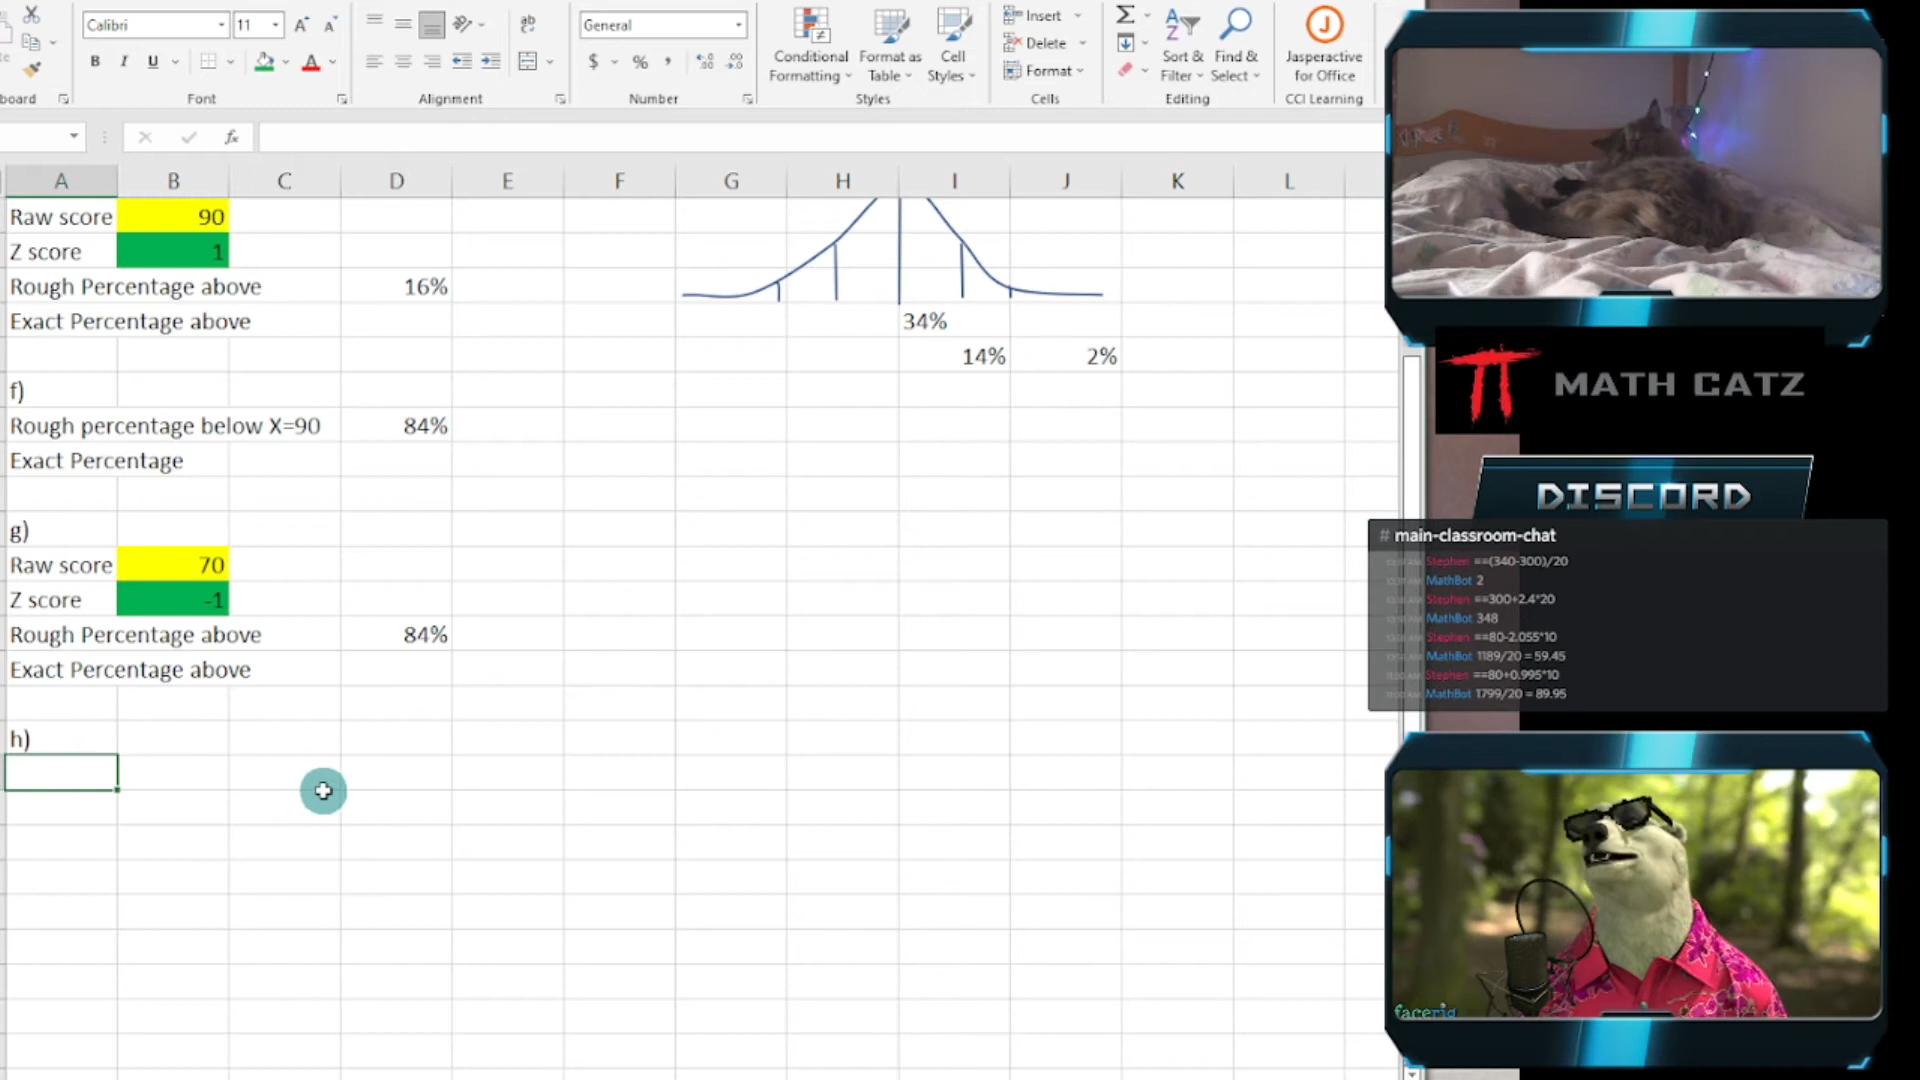 Calibri 11 General Insert
Delete
Format
B I U $ % Conditional Formatting Format as Table Cell Styles Sort & Filter Find & Select Jasperactive for Office
board Font Alignment Number Styles Cells Editing CCI Learning
fx
A B C D E F G H I J K L
Raw score 90
Z score 1
Rough Percentage above 16%
Exact Percentage above 34%
14% 2%
f)
Rough percentage below X=90 84%
Exact Percentage
g)
Raw score 70
Z score -1
Rough Percentage above 84%
Exact Percentage above
h)
MATH CATZ
DISCORD
# main-classroom-chat
Stephen ==(340-300)/20
MathBot 2
Stephen ==300+2.4*20
MathBot 348
Stephen ==80-2.055*10
MathBot 1189/20 = 59.45
Stephen ==80+0.995*10
MathBot 1799/20 = 89.95
facerig